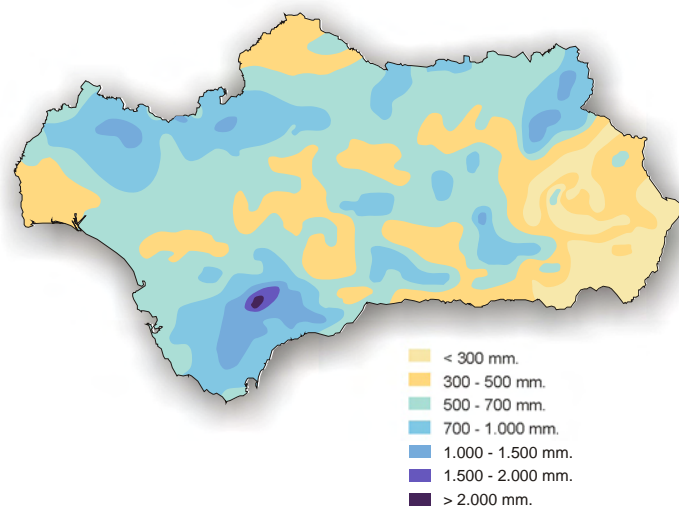 < 300 mm.
300 - 500 mm.
500 - 700 mm.
700 - 1.000 mm.
1.000 - 1.500 mm.
1.500 - 2.000 mm.
> 2.000 mm.